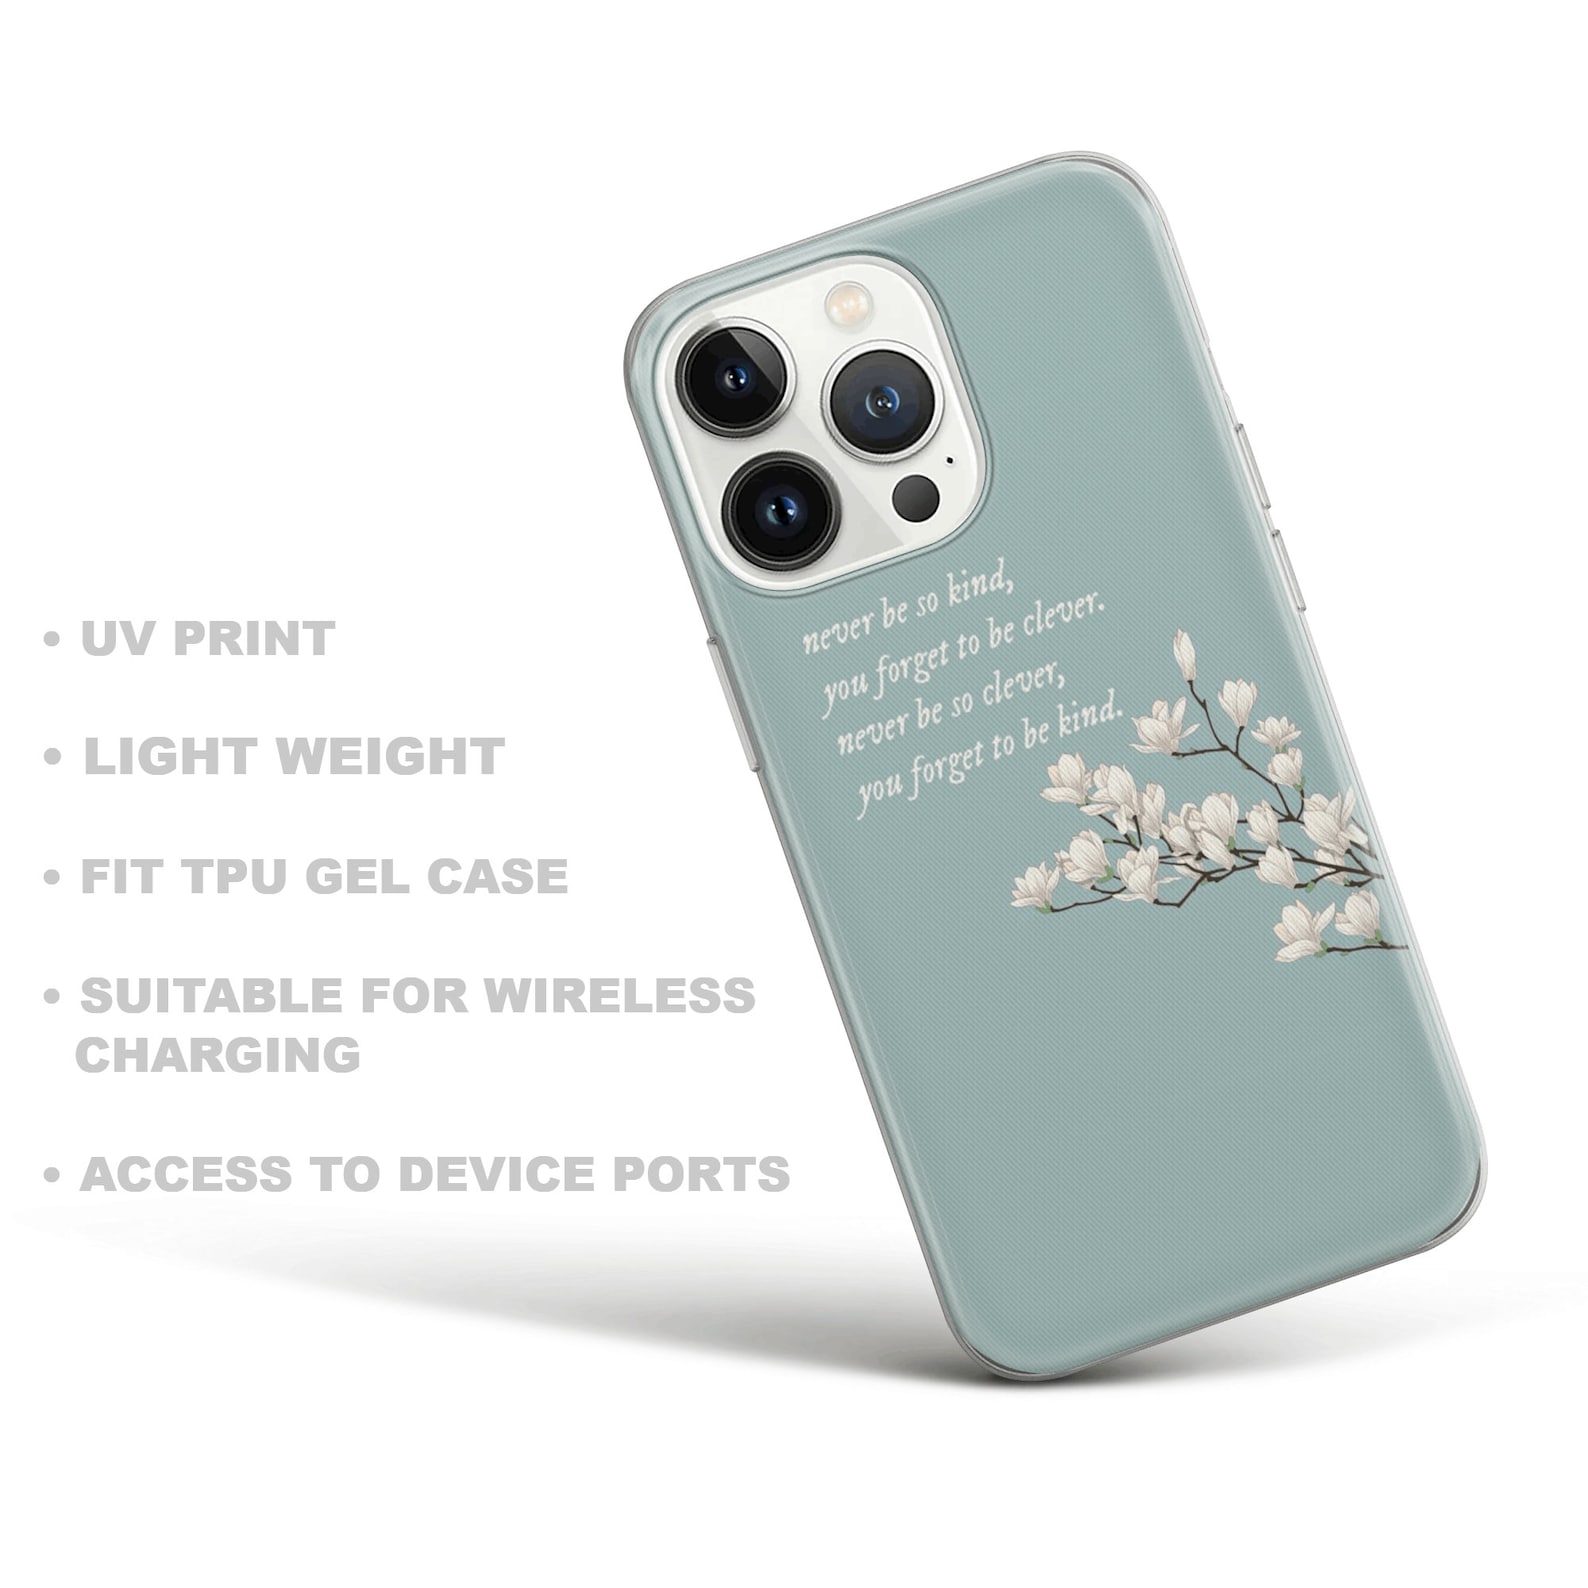 • UV PRINT
• LIGHT WEIGHT
• FIT TPU GEL CASE
• SUITABLE FOR WIRELESS
CHARGING
• ACCESS TO DEVICE PORTS
never be so kind,
you forget to be clever.
never be so clever,
you forget to be kind.